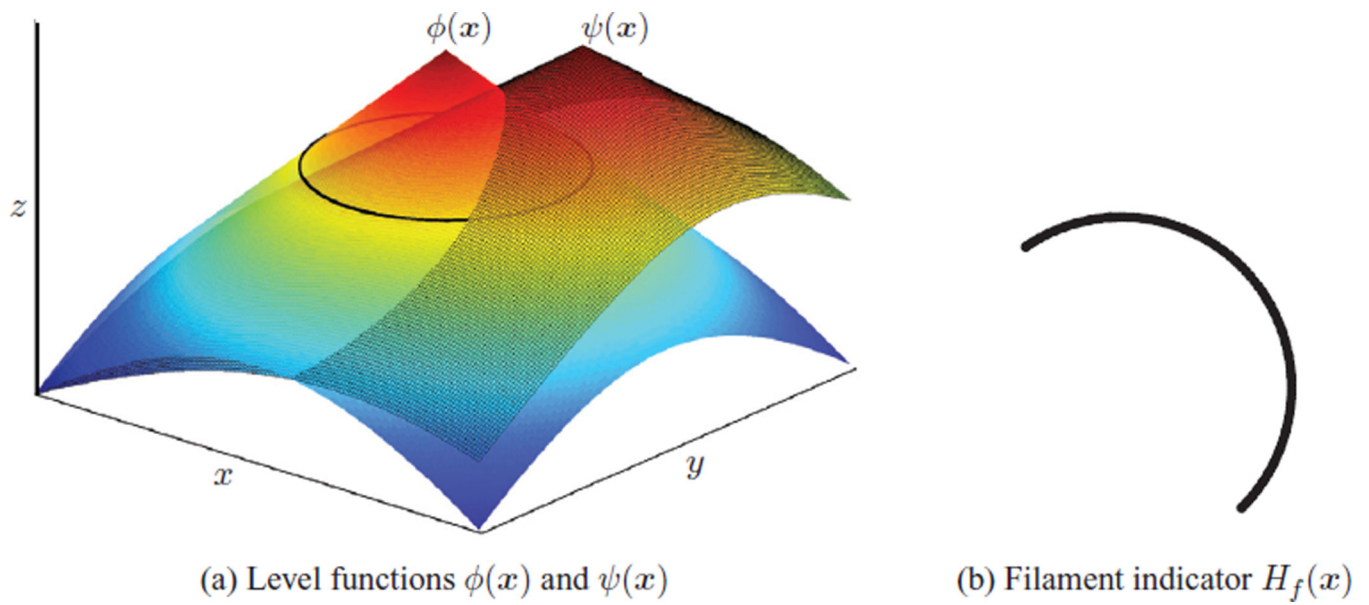 ϕ(x) ψ(x)
z
x
y
(a) Level functions ϕ(x) and ψ(x)
(b) Filament indicator H_f(x)